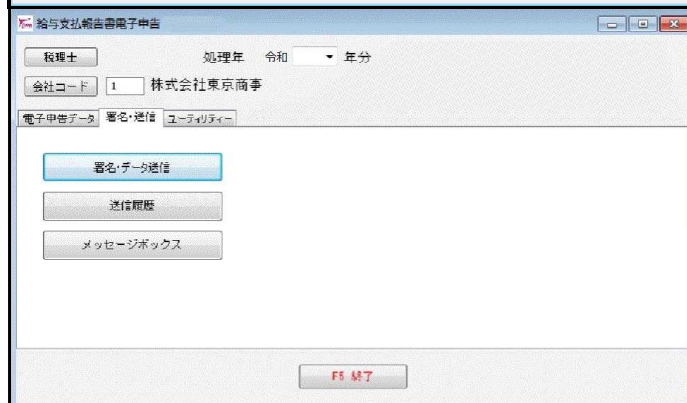 給与支払報告書電子申告
税理士 処理年 令和 年分
会社コード 1 株式会社東京商事
電子申告データ 署名・送信 ユーティリティー
署名・データ送信
送信履歴
メッセージボックス
F5 終了